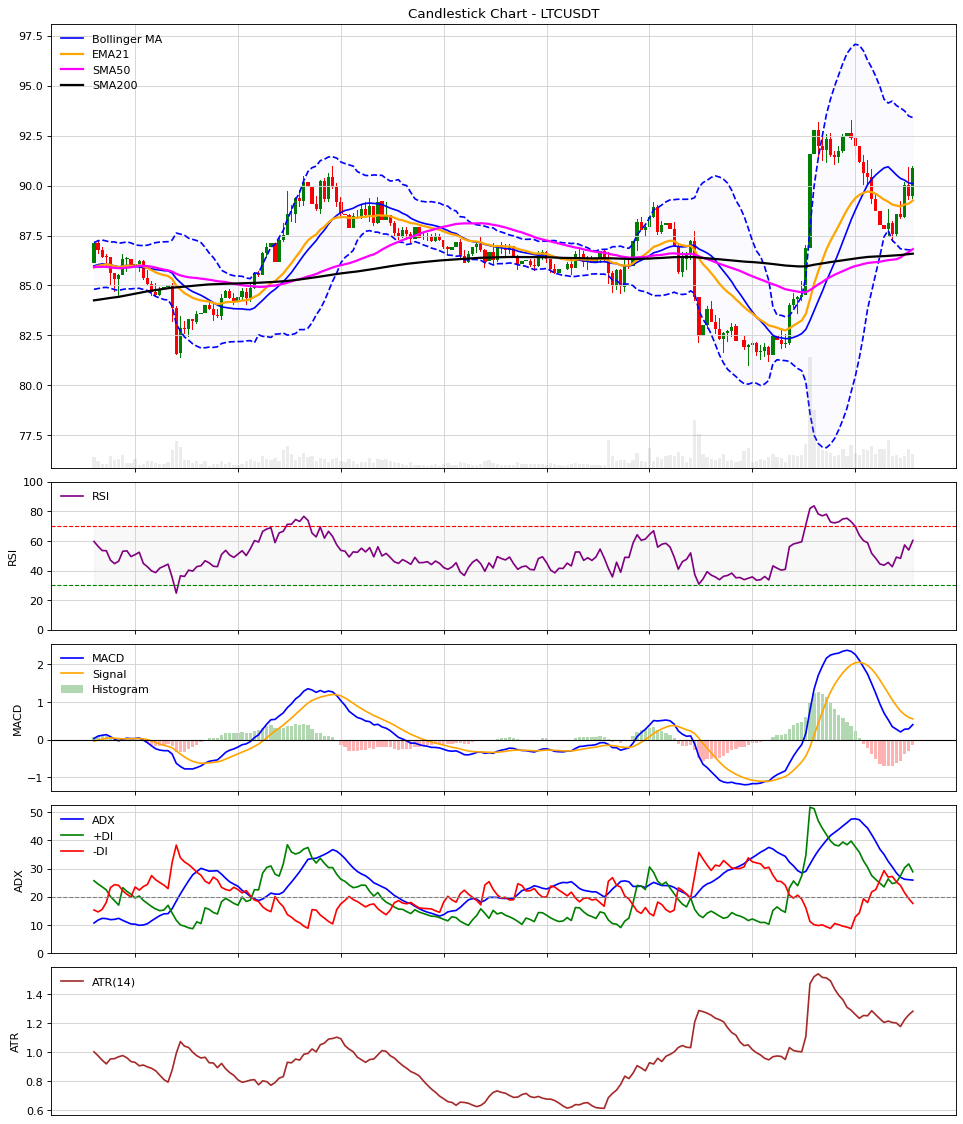 Candlestick Chart - LTCUSDT
97.5
95.0
92.5
90.0
87.5
85.0
82.5
80.0
77.5
Bollinger MA
EMA21
SMA50
SMA200
100
80
60
40
20
0
RSI
RSI
2
1
0
−1
MACD
MACD
Signal
Histogram
50
40
30
20
10
0
ADX
ADX
+DI
-DI
1.4
1.2
1.0
0.8
0.6
ATR
ATR(14)